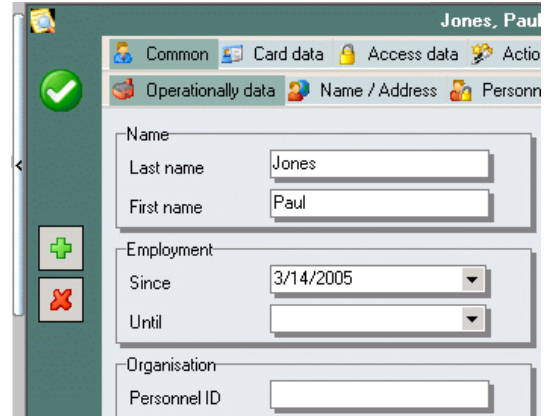 Jones, Paul
Common Card data Access data Actio
Operationally data Name / Address Personn
Name
Last name Jones
First name Paul
Employment
Since 3/14/2005
Until
Organisation
Personnel ID